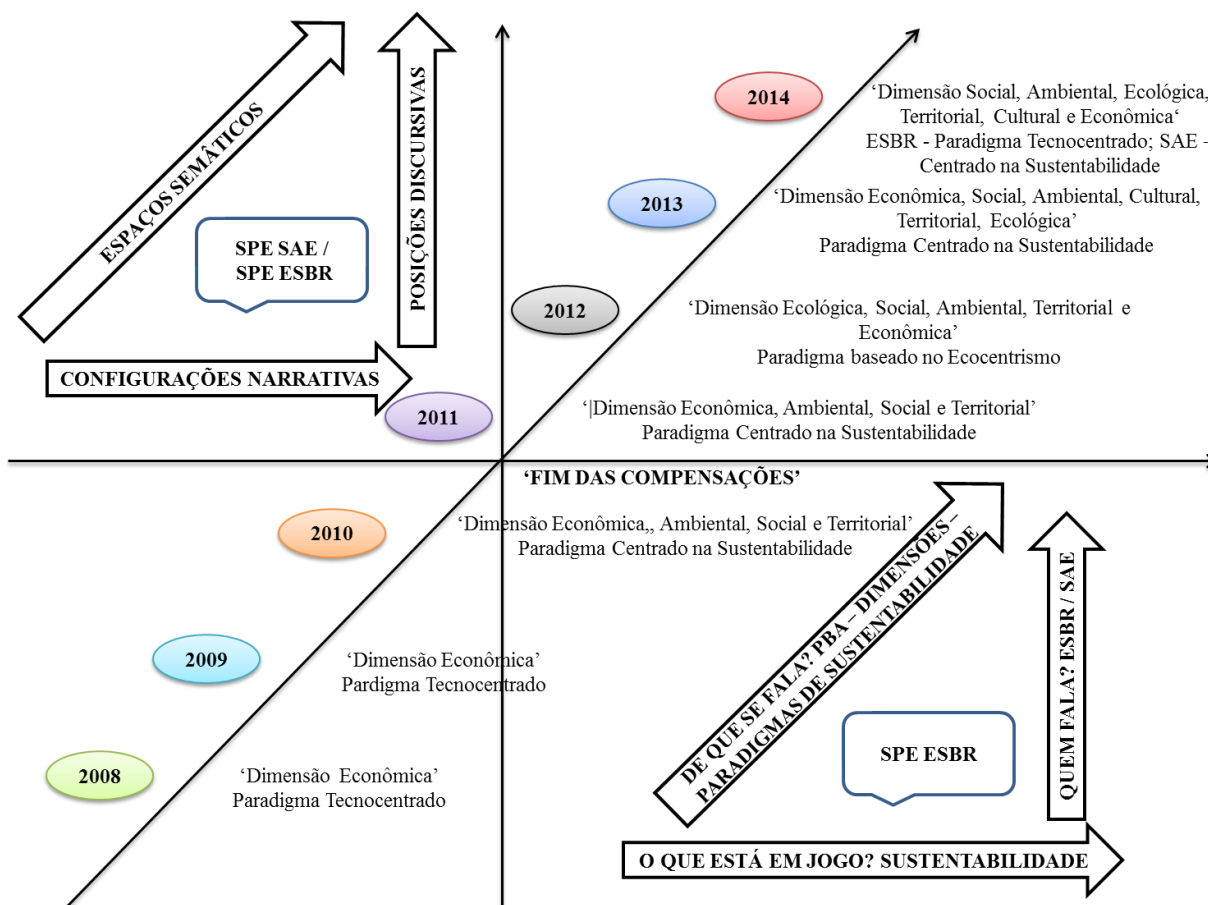 ESPAÇOS SEMÂTICOS
POSIÇÕES DISCURSIVAS
SPE SAE /
SPE ESBR
CONFIGURAÇÕES NARRATIVAS
2014
‘Dimensão Social, Ambiental, Ecológica,
Territorial, Cultural e Econômica‘
ESBR - Paradigma Tecnocentrado; SAE -
Centrado na Sustentabilidade
2013
‘Dimensão Econômica, Social, Ambiental, Cultural,
Territorial, Ecológica’
Paradigma Centrado na Sustentabilidade
2012
‘Dimensão Ecológica, Social, Ambiental, Territorial e
Econômica’
Paradigma baseado no Ecocentrismo
2011
‘|Dimensão Econômica, Ambiental, Social e Territorial’
Paradigma Centrado na Sustentabilidade
‘FIM DAS COMPENSAÇÕES’
2010
‘Dimensão Econômica,, Ambiental, Social e Territorial’
Paradigma Centrado na Sustentabilidade
2009
‘Dimensão Econômica’
Pardigma Tecnocentrado
2008
‘Dimensão Econômica’
Paradigma Tecnocentrado
DE QUE SE FALA? PBA – DIMENSÕES –
PARADIGMAS DE SUSTENTABILIDADE
QUEM FALA? ESBR / SAE
SPE ESBR
O QUE ESTÁ EM JOGO? SUSTENTABILIDADE